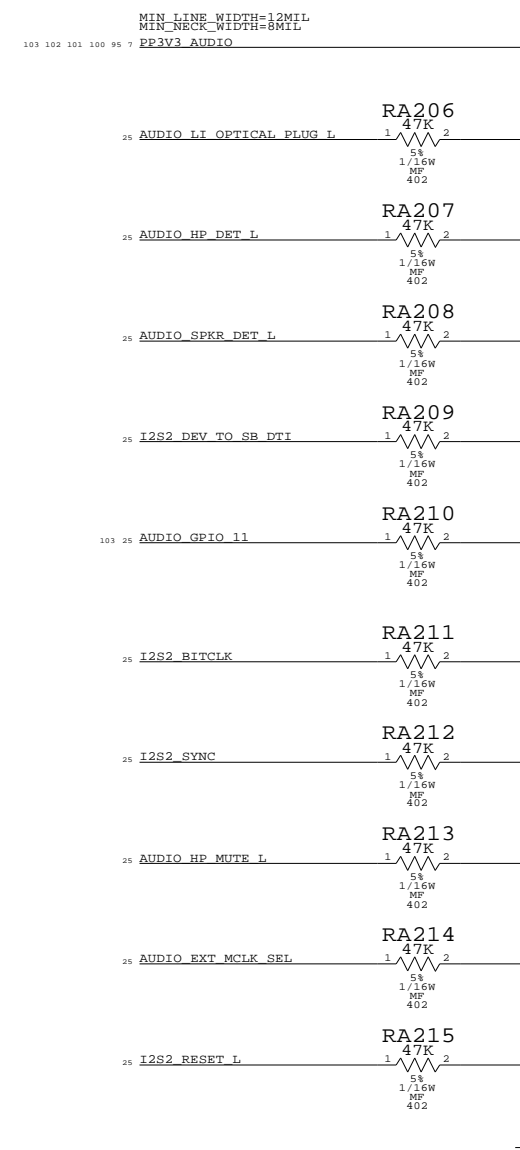 MIN_LINE_WIDTH=12MIL
MIN_NECK_WIDTH=8MIL
103 102 101 100 95 7 PP3V3_AUDIO
RA206
47K
25 AUDIO_LI_OPTICAL_PLUG_L 1 2
5%
1/16W
MF
402
RA207
47K
25 AUDIO_HP_DET_L 1 2
5%
1/16W
MF
402
RA208
47K
25 AUDIO_SPKR_DET_L 1 2
5%
1/16W
MF
402
RA209
47K
25 I2S2_DEV_TO_SB_DTI 1 2
5%
1/16W
MF
402
RA210
47K
103 25 AUDIO_GPIO_11 1 2
5%
1/16W
MF
402
RA211
47K
25 I2S2_BITCLK 1 2
5%
1/16W
MF
402
RA212
47K
25 I2S2_SYNC 1 2
5%
1/16W
MF
402
RA213
47K
25 AUDIO_HP_MUTE_L 1 2
5%
1/16W
MF
402
RA214
47K
25 AUDIO_EXT_MCLK_SEL 1 2
5%
1/16W
MF
402
RA215
47K
25 I2S2_RESET_L 1 2
5%
1/16W
MF
402